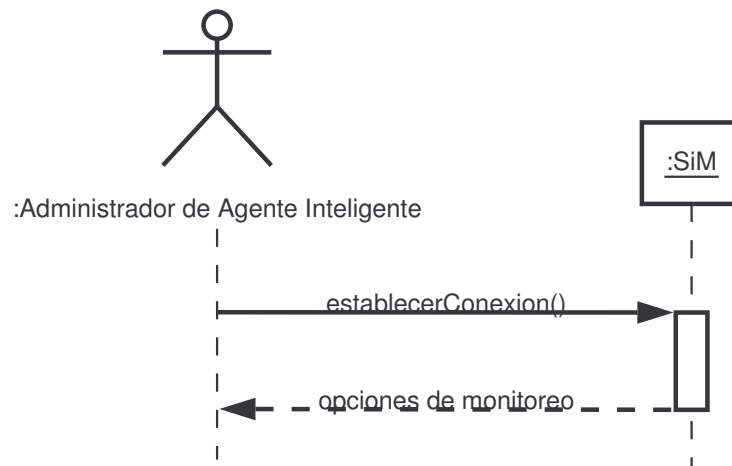 :SiM
:Administrador de Agente Inteligente
establecerConexion()
opciones de monitoreo